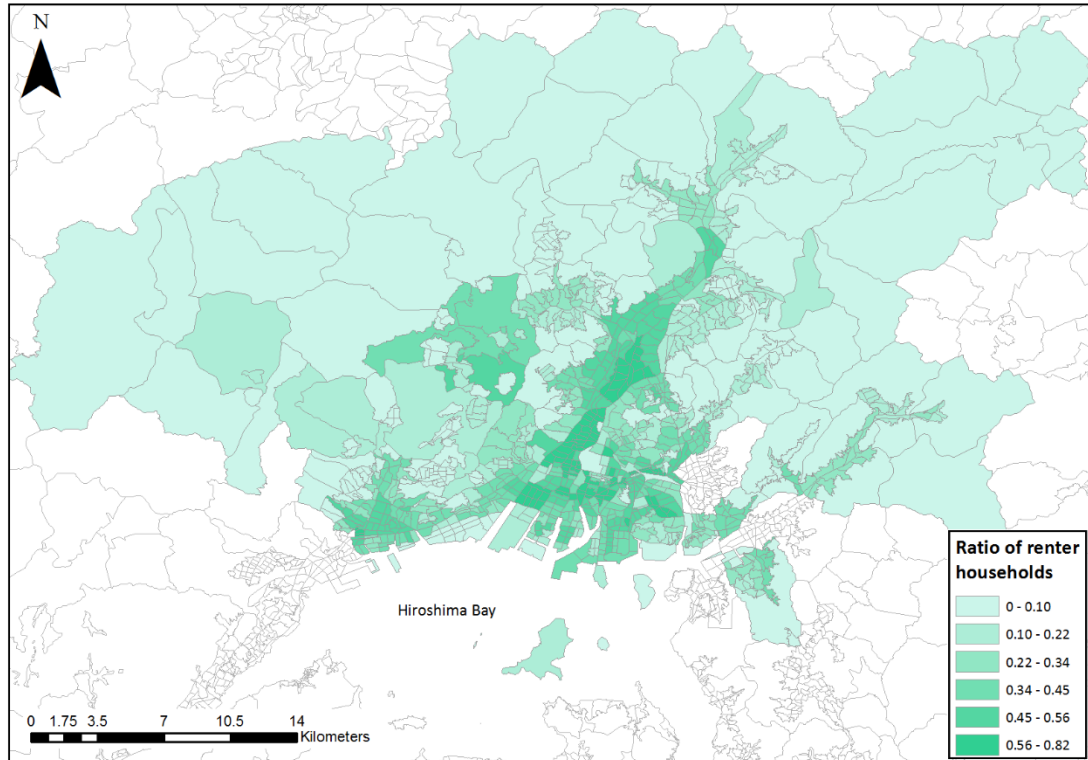 N
Hiroshima Bay
0 1.75 3.5 7 10.5 14
Kilometers
Ratio of renter
households
0 - 0.10
0.10 - 0.22
0.22 - 0.34
0.34 - 0.45
0.45 - 0.56
0.56 - 0.82